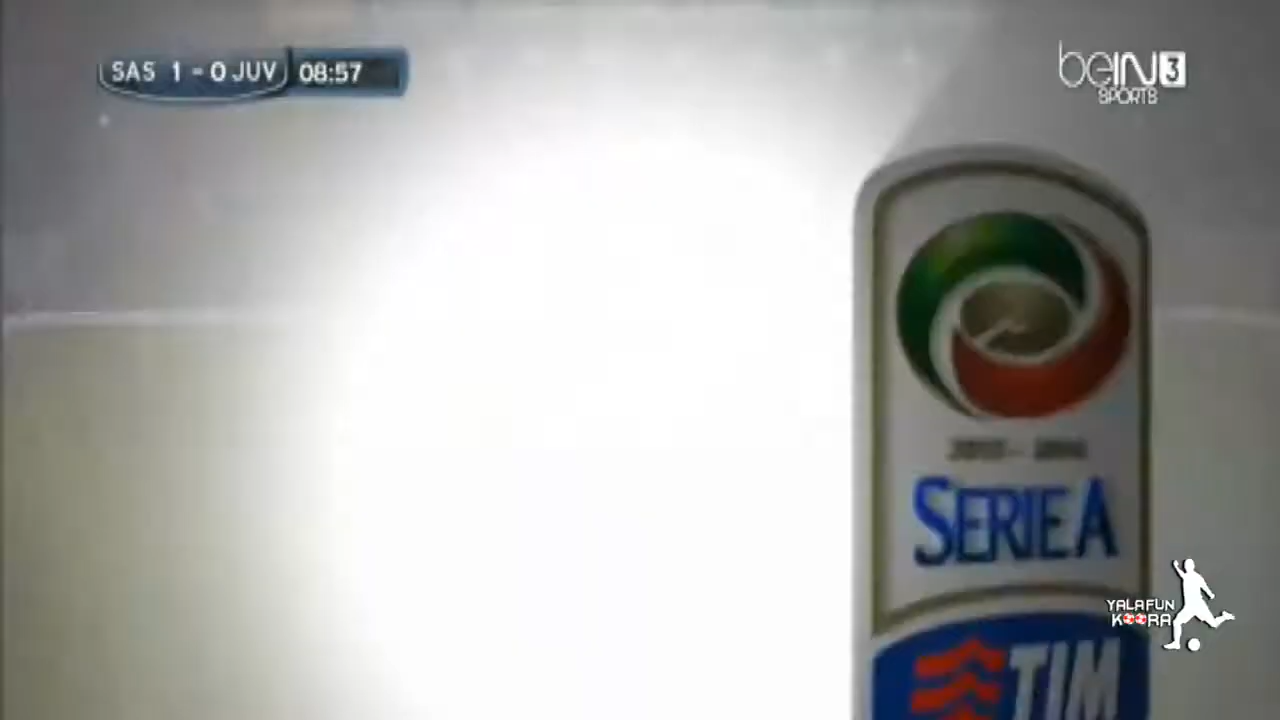 SAS 1 - 0 JUV 08:57
beIN 3
SPORTS
SERIE A
YALAFUN
KOORA
TIM